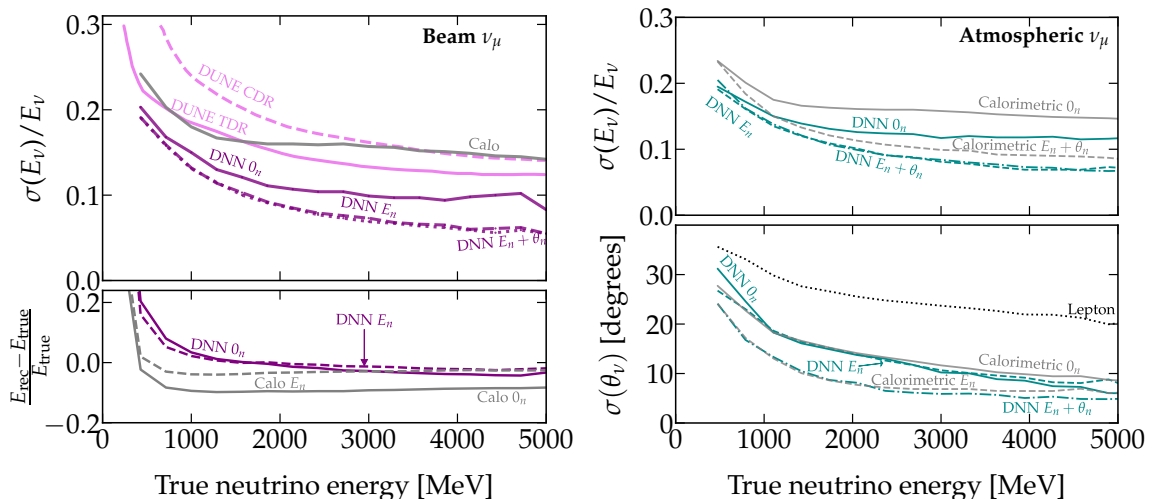 Beam νμ
0.3
0.2
0.1
0.0
σ(Eν)/Eν
DUNE CDR
DUNE TDR
Calo
DNN 0n
DNN En
DNN En + θn
0.2
0.0
−0.2
Erec−Etrue
Etrue
DNN En
DNN 0n
Calo En
Calo 0n
0 1000 2000 3000 4000 5000
True neutrino energy [MeV]
Atmospheric νμ
0.3
0.2
0.1
0.0
σ(Eν)/Eν
Calorimetric 0n
DNN 0n
DNN En
Calorimetric En + θn
DNN En + θn
30
20
10
0
σ(θν) [degrees]
DNN 0n
Lepton
Calorimetric 0n
DNN En
Calorimetric En
DNN En + θn
0 1000 2000 3000 4000 5000
True neutrino energy [MeV]